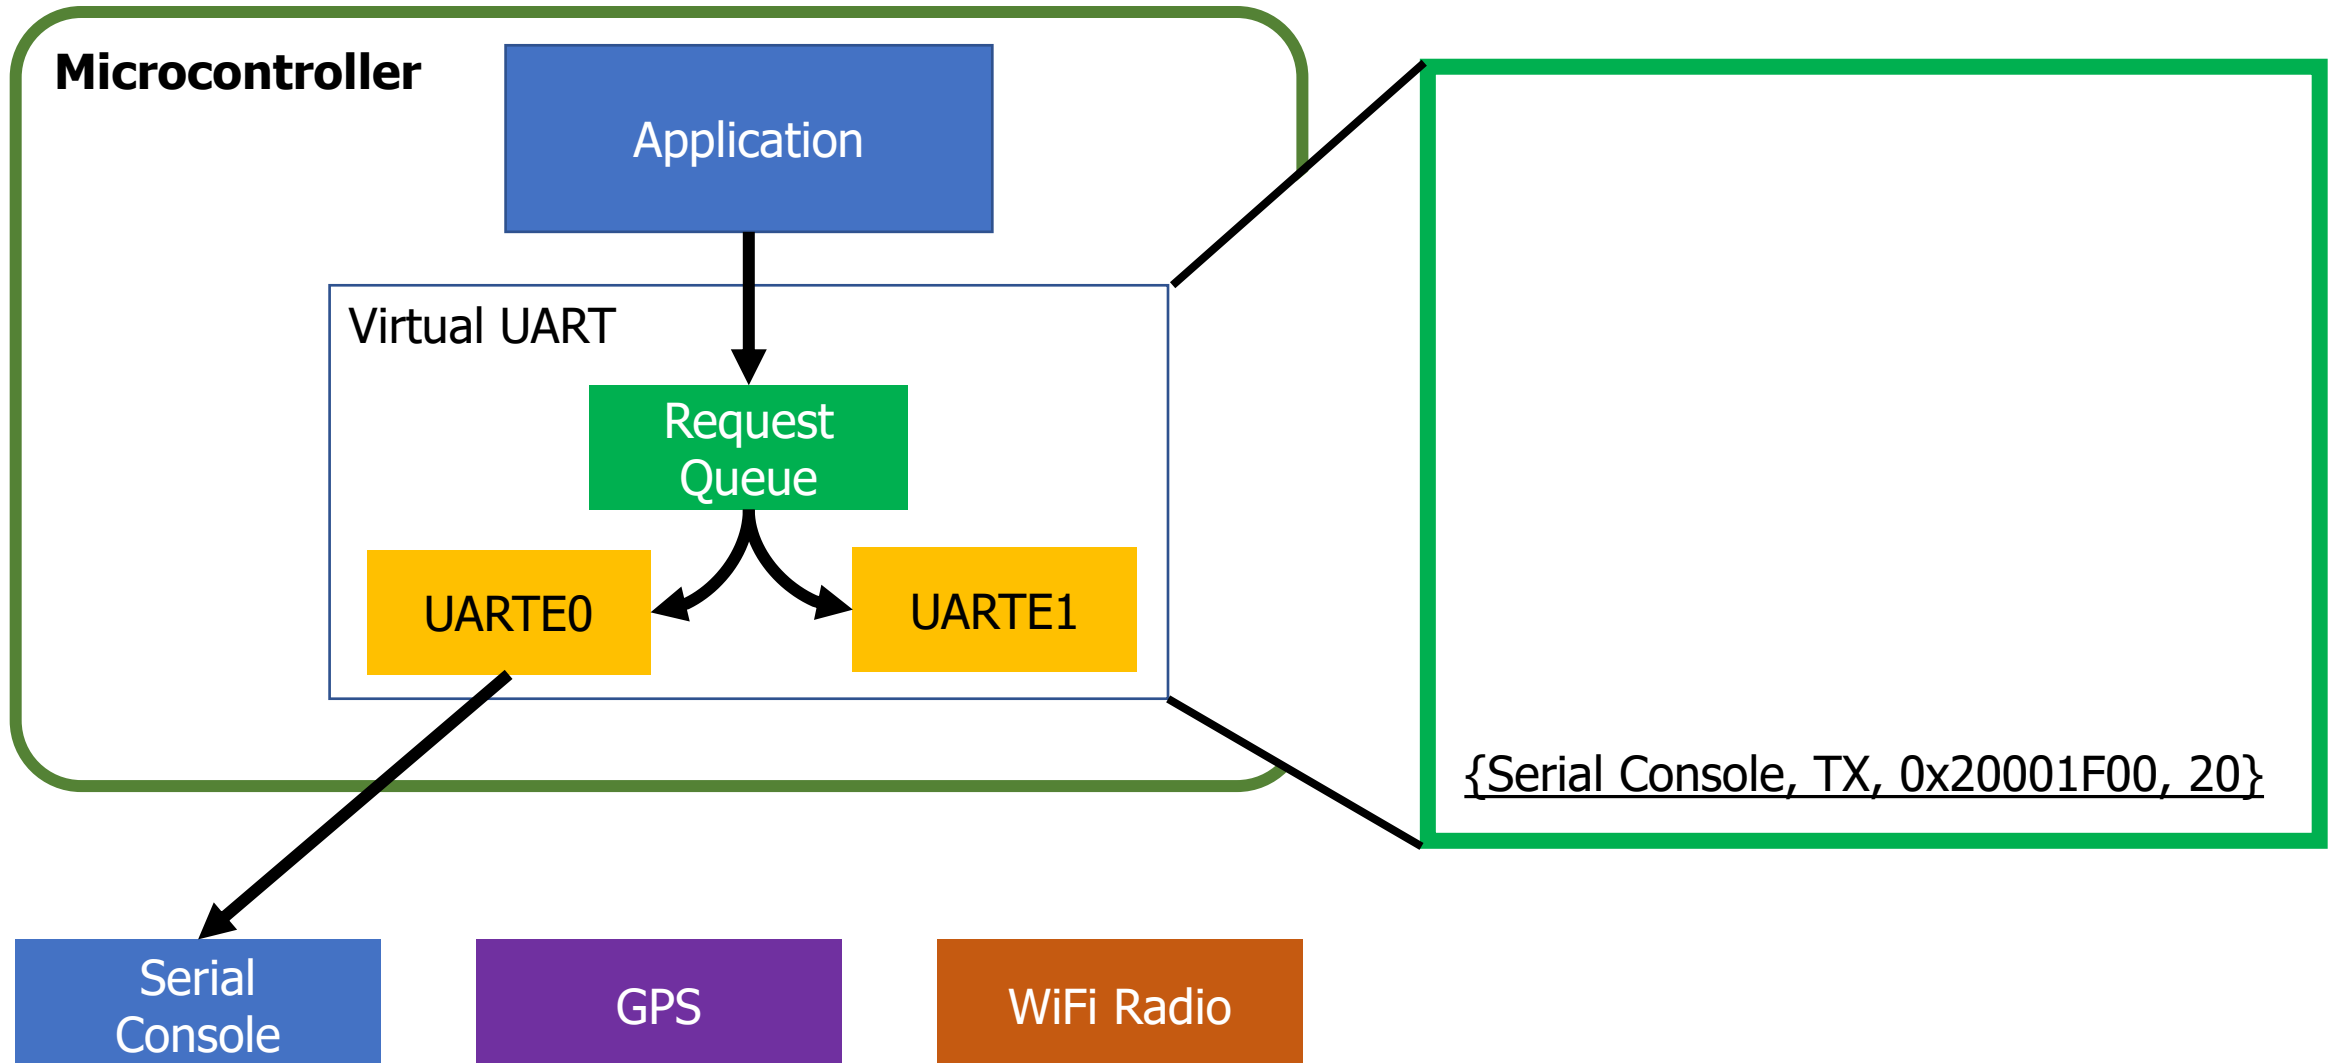 Microcontroller
Application
Virtual UART
Request
Queue
UARTE0
UARTE1
{Serial Console, TX, 0x20001F00, 20}
Serial
Console
GPS
WiFi Radio